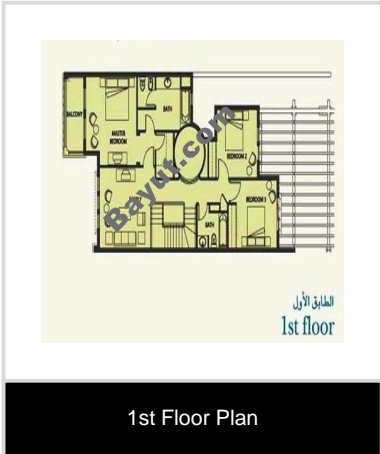 BALCONY
MASTER
BEDROOM
BATH
BEDROOM 2
BEDROOM 3
BATH
Bayut.com
الطابق الأول
1st floor
1st Floor Plan